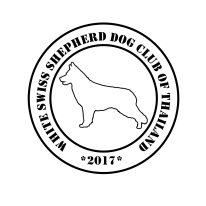 WHITE SWISS SHEPHERD DOG CLUB OF THAILAND
*2017*